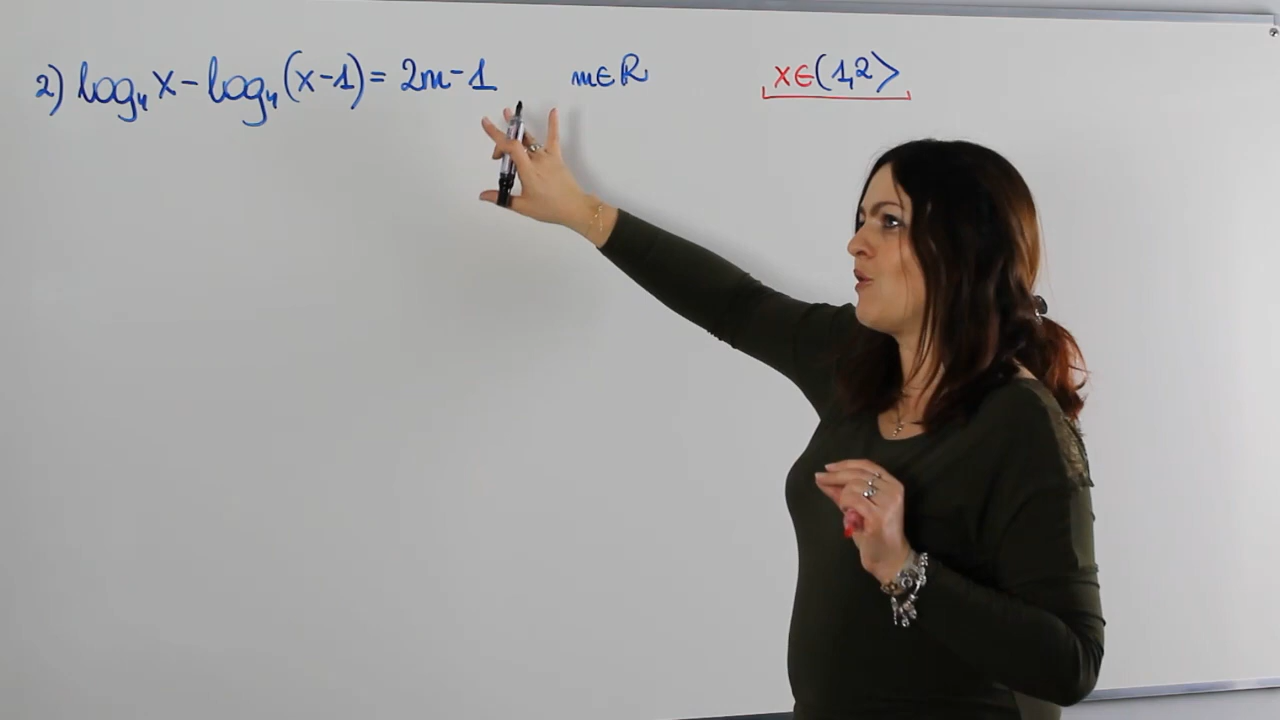 2) log₄ x - log₄ (x-1) = 2m-1 m∈R x∈(1,2>